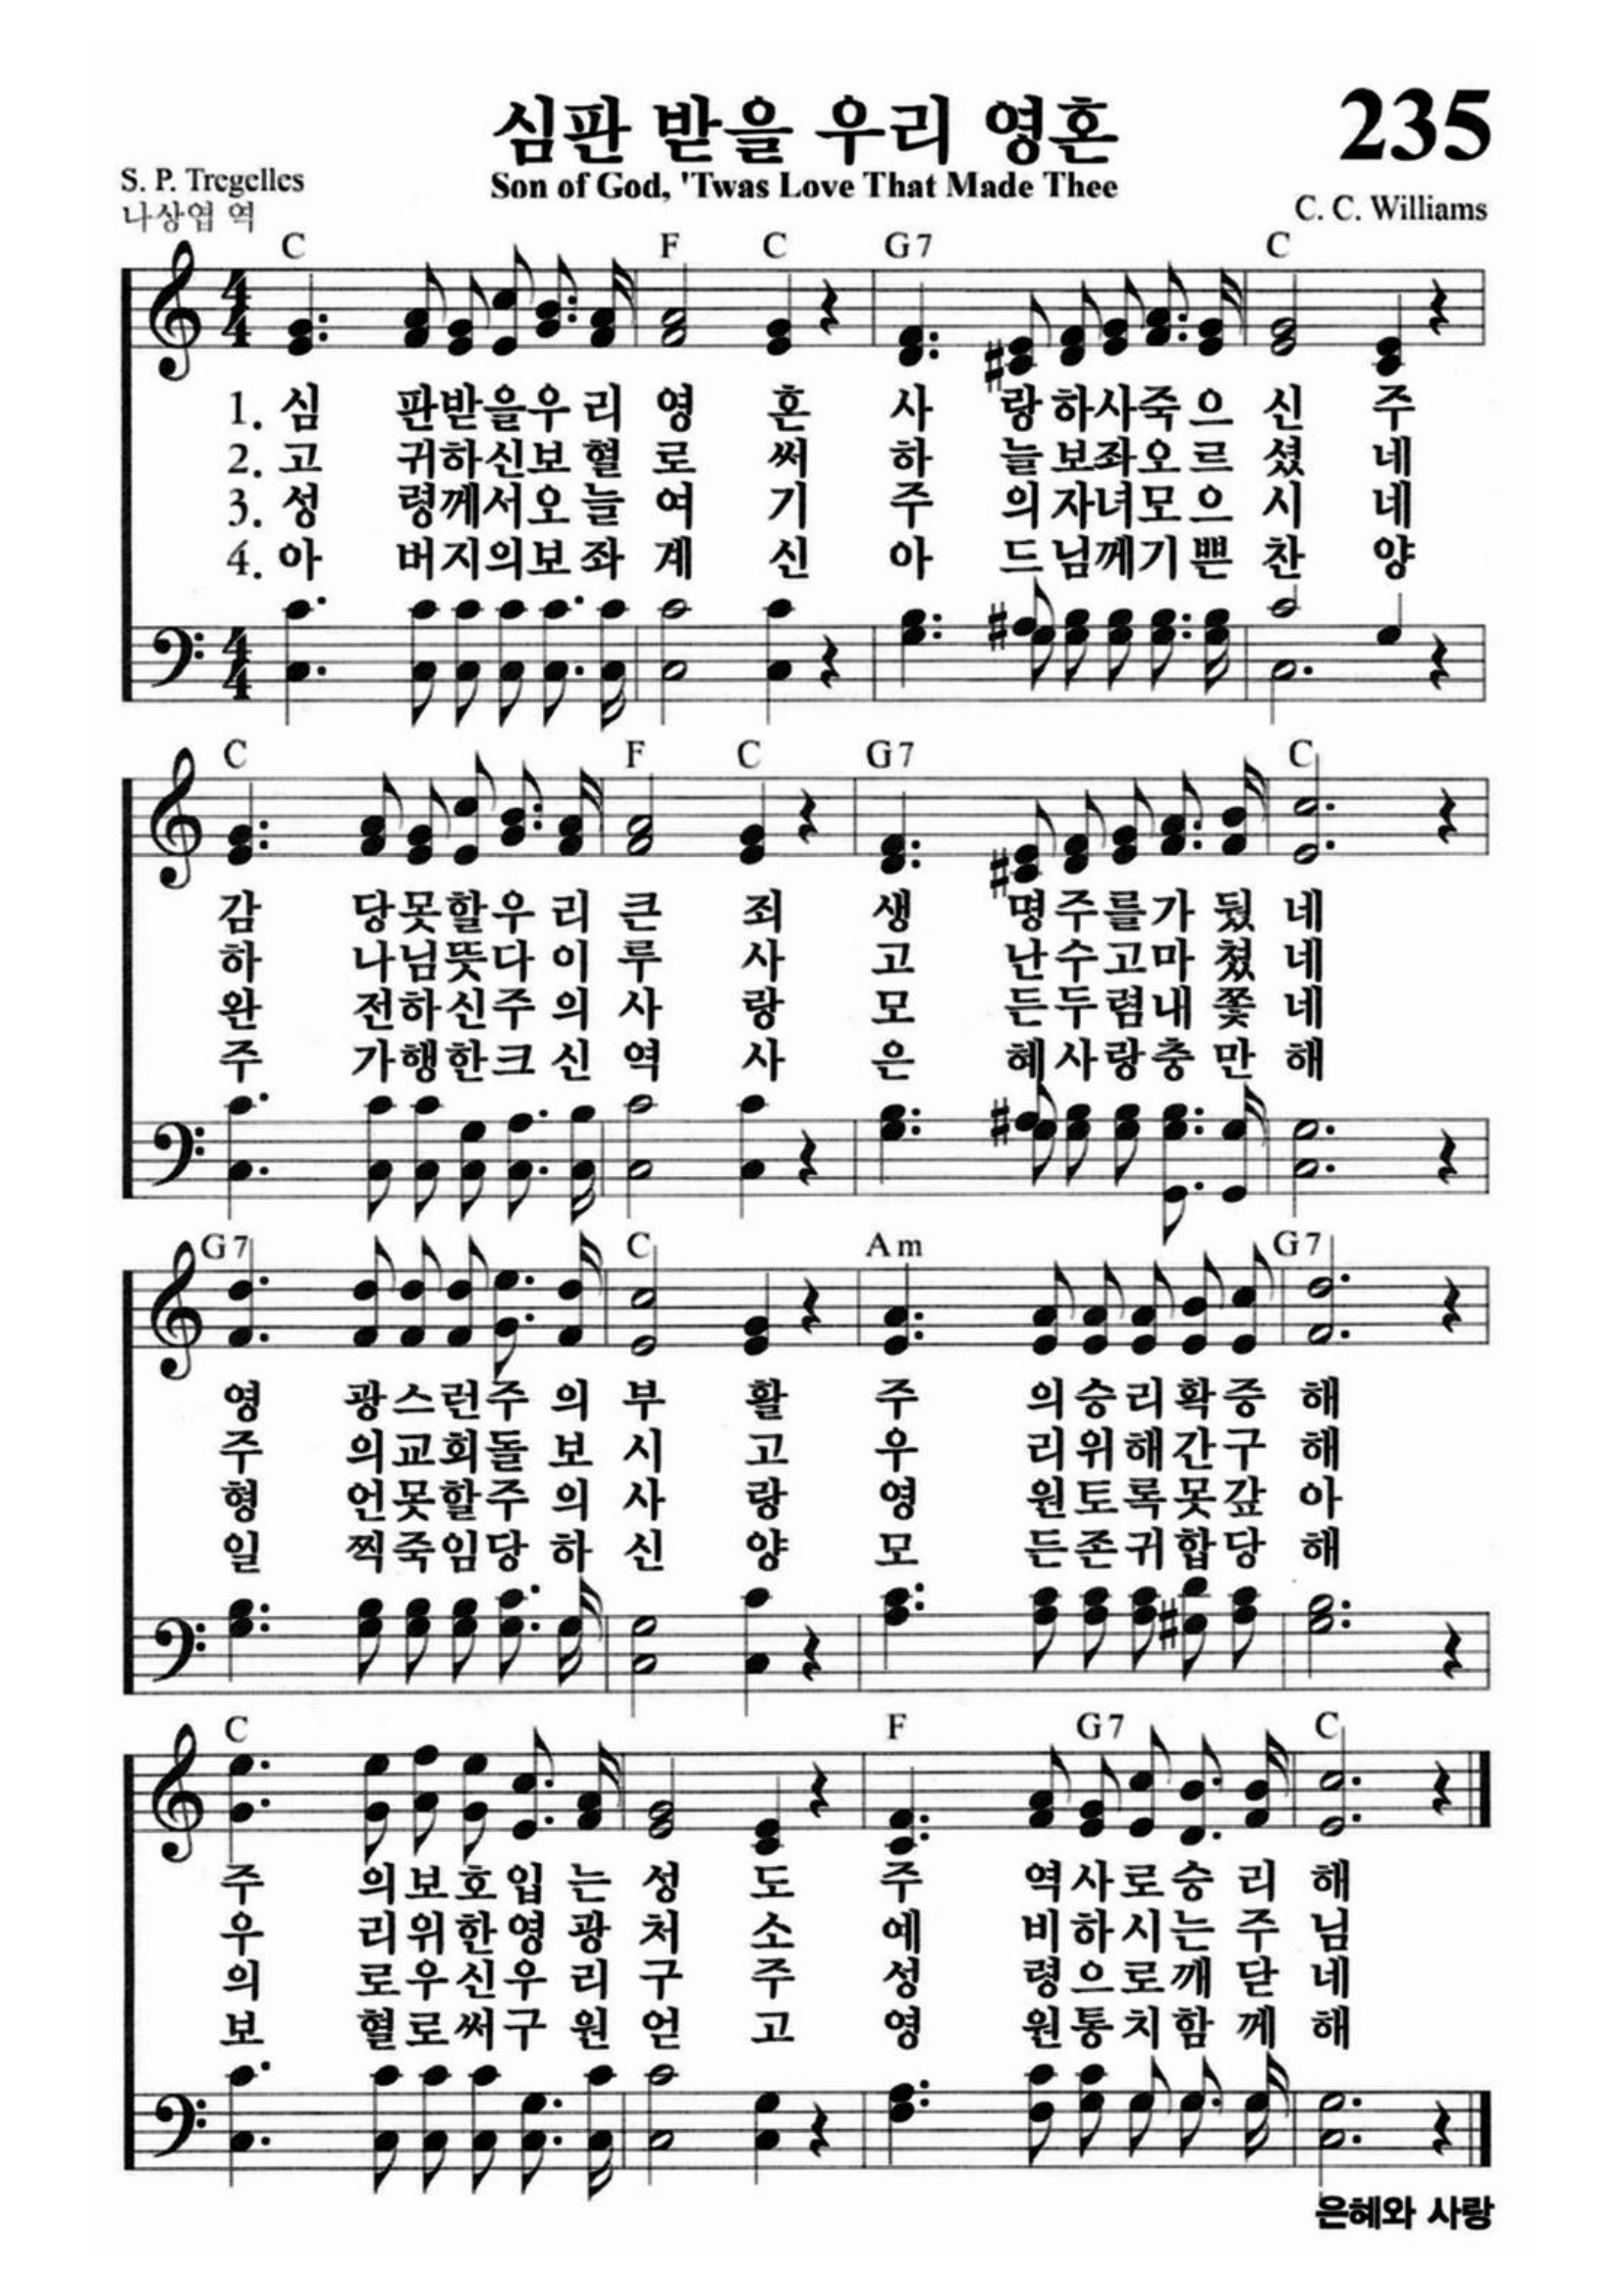 심판 받을 우리 영혼 235
Son of God, 'Twas Love That Made Thee
S. P. Tregelles
나상엽 역
C. C. Williams
C F C G7 C
1. 심 판받을우리 영 혼 사 랑하사죽으 신 주
2. 고 귀하신보혈 로 써 하 늘보좌오르 셨 네
3. 성 령께서오늘 여 기 주 의자녀모으 시 네
4. 아 버지의보좌 계 신 아 드님께기쁜 찬 양
C F C G7 C
감 당못할우리 큰 죄 생 명주를가뒀 네
하 나님뜻다이 루 사 고 난수고마쳤 네
완 전하신주의 사 랑 모 든두렴내쫓 네
주 가행한크신 역 사 은 혜사랑충만 해
G7 C Am G7
영 광스런주의 부 활 주 의승리확증 해
주 의교회돌보 시 고 우 리위해간구 해
형 언못할주의 사 랑 영 원토록못갚 아
일 찍죽임당하 신 양 모 든존귀합당 해
C F G7 C
주 의보호입는 성 도 주 역사로승리 해
우 리위한영광 처 소 예 비하시는주 님
의 로우신우리 구 주 성 령으로깨닫 네
보 혈로써구원 얻 고 영 원통치함께 해
은혜와 사랑